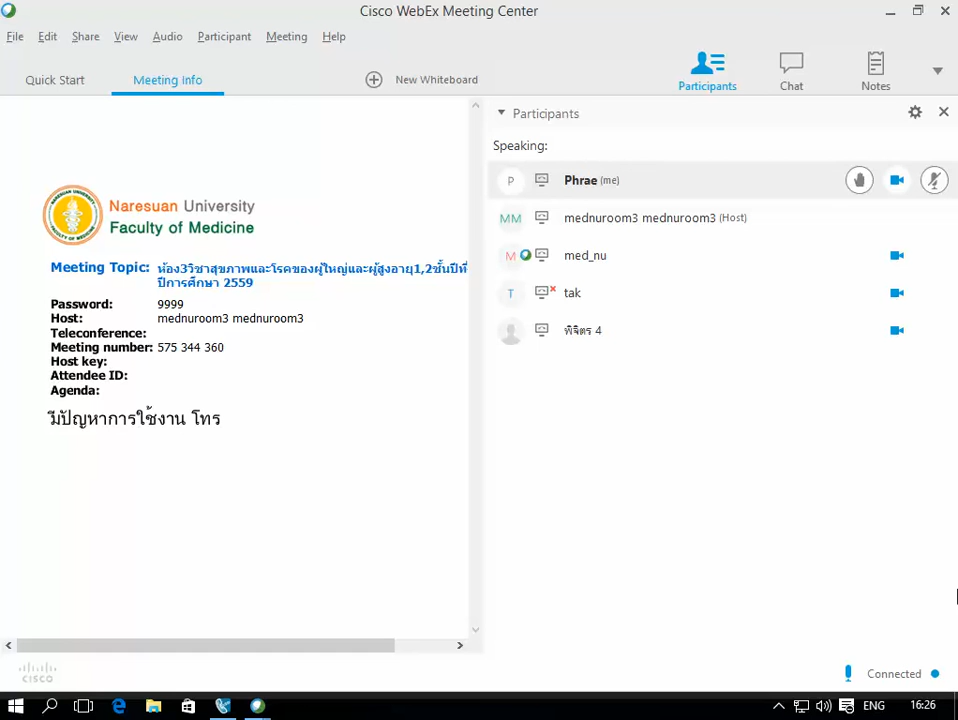 Cisco WebEx Meeting Center
File Edit Share View Audio Participant Meeting Help
Quick Start Meeting Info New Whiteboard Participants Chat Notes
Naresuan University
Faculty of Medicine
Meeting Topic: ห้อง3วิชาสุขภาพและโรคของผู้ใหญ่และผู้สูงอายุ1,2ชั้นปีที่
ปีการศึกษา 2559
Password: 9999
Host: mednuroom3 mednuroom3
Teleconference:
Meeting number: 575 344 360
Host key:
Attendee ID:
Agenda:
มีปัญหาการใช้งาน โทร
Participants
Speaking:
P Phrae (me)
MM mednuroom3 mednuroom3 (Host)
M med_nu
T tak
พิจิตร 4
cisco
Connected
ENG 16:26